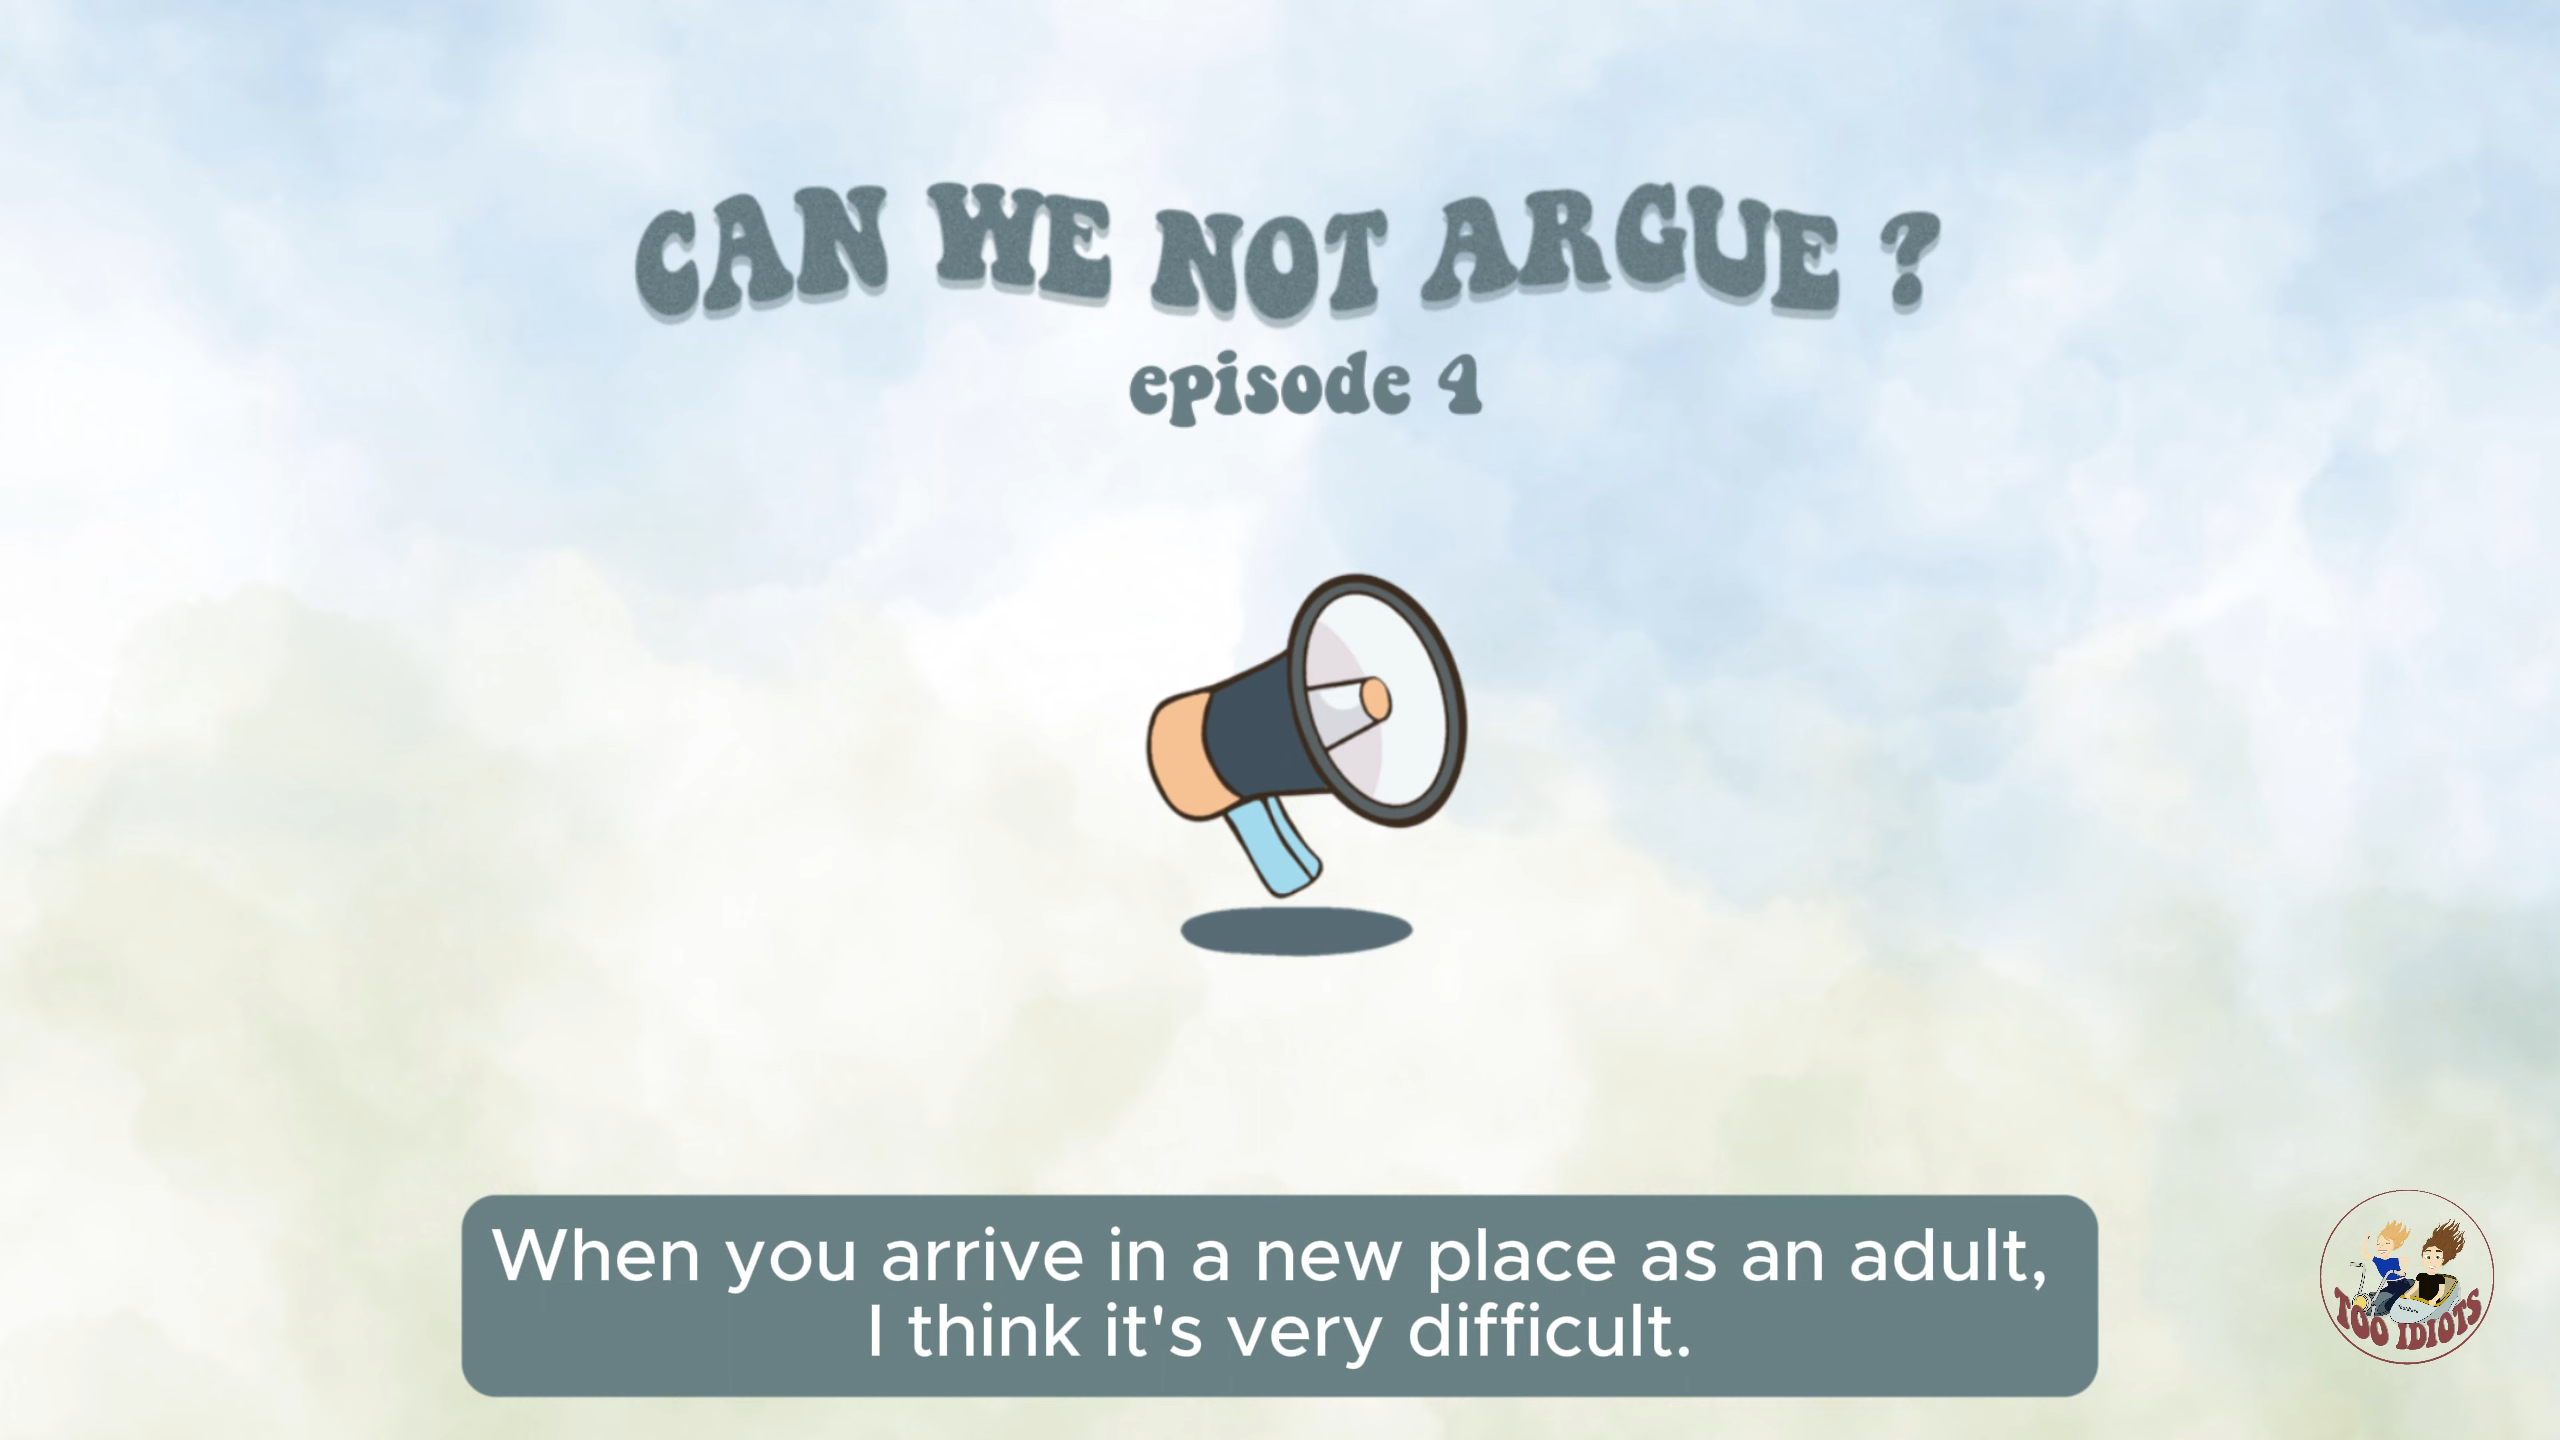 CAN WE NOT ARGUE ?
episode 4
When you arrive in a new place as an adult,
I think it's very difficult.
TOO IDIOTS